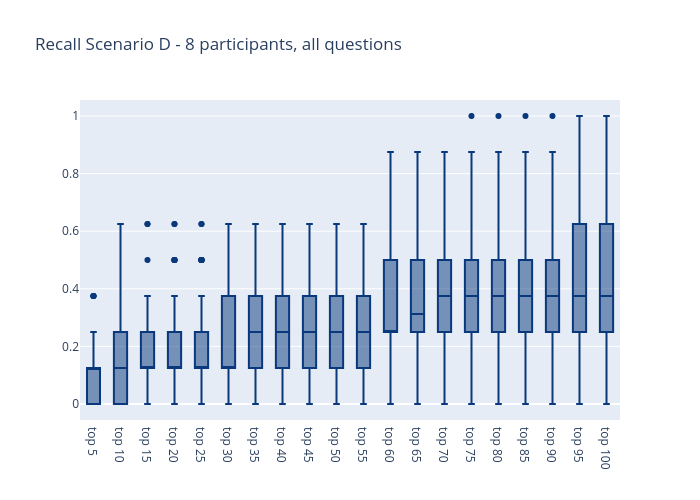 Recall Scenario D - 8 participants, all questions
1
0.8
0.6
0.4
0.2
0
top 5
top 10
top 15
top 20
top 25
top 30
top 35
top 40
top 45
top 50
top 55
top 60
top 65
top 70
top 75
top 80
top 85
top 90
top 95
top 100